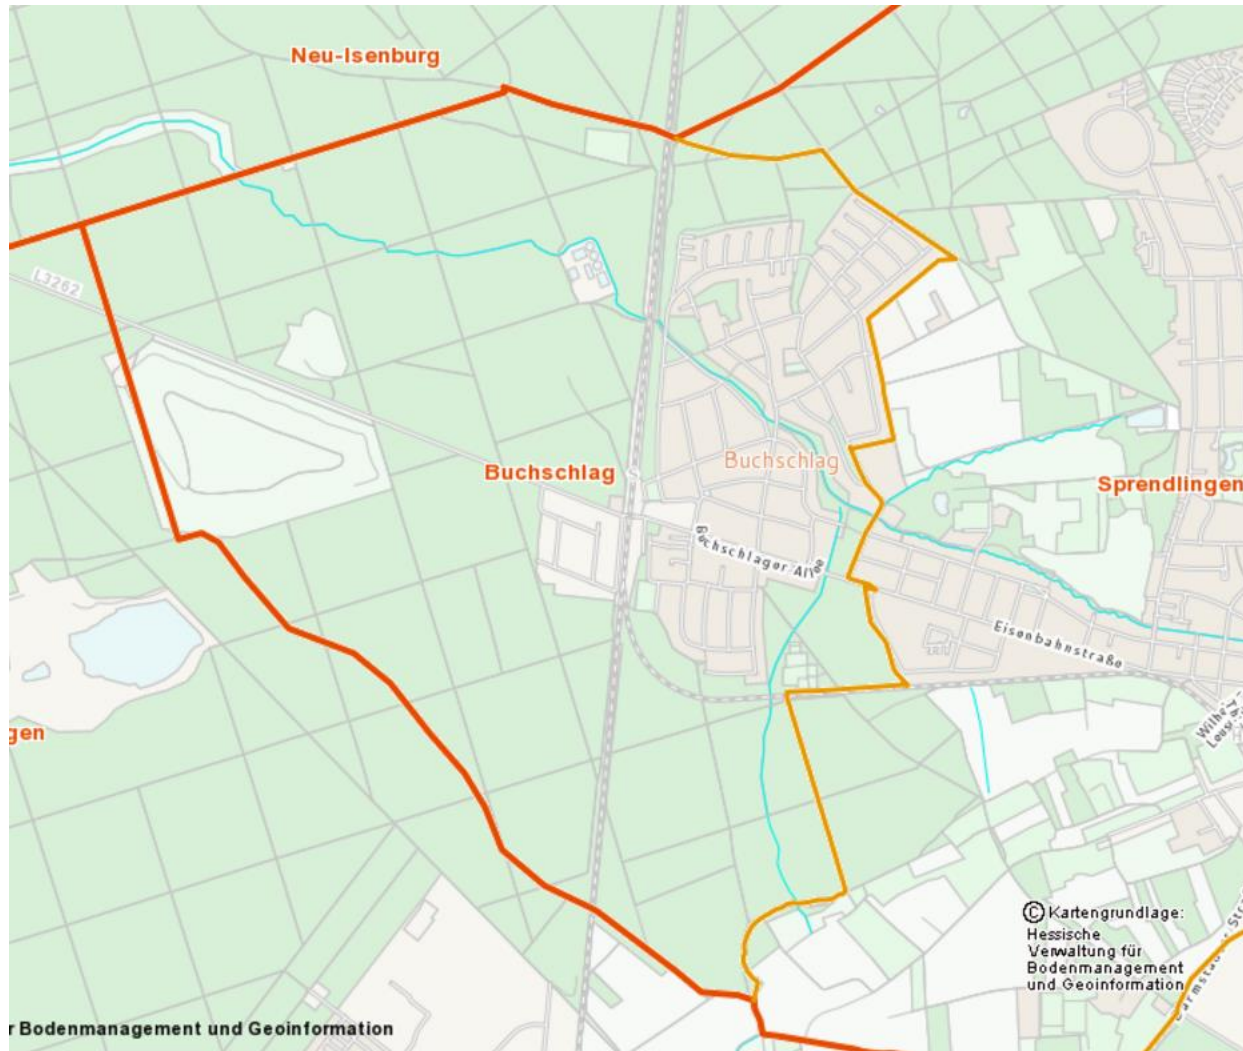 Neu-Isenburg
L3262
Buchschlag
S
Buchschlag
Sprendlingen
Buchschlager Allee
Eisenbahnstraße
gen
©Kartengrundlage:
Hessische
Verwaltung für
Bodenmanagement
und Geoinformation
r Bodenmanagement und Geoinformation